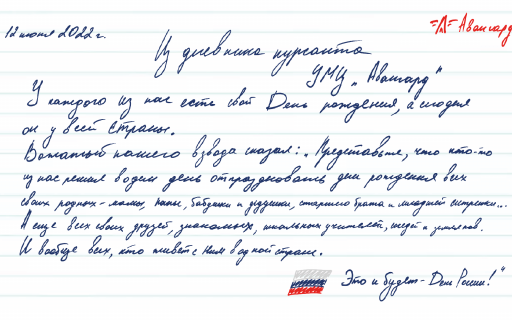 12 июня 2022 г.
=А= Авангард
Из дневника курсанта
УМЦ "Авангард"
У каждого из нас есть свой День рождения, а сегодня
он у всей страны.
Вожатый нашего взвода сказал: "Представьте, что кто-то
из нас решил в один день отпраздновать дни рождения всех
своих родных - мамы, папы, бабушки и дедушки, старшего брата и младшей сестренки...
А еще всех своих друзей, знакомых, школьных учителей, соседей и земляков.
И вообще всех, кто живет с ним в одной стране.
Это и будет - День России!"